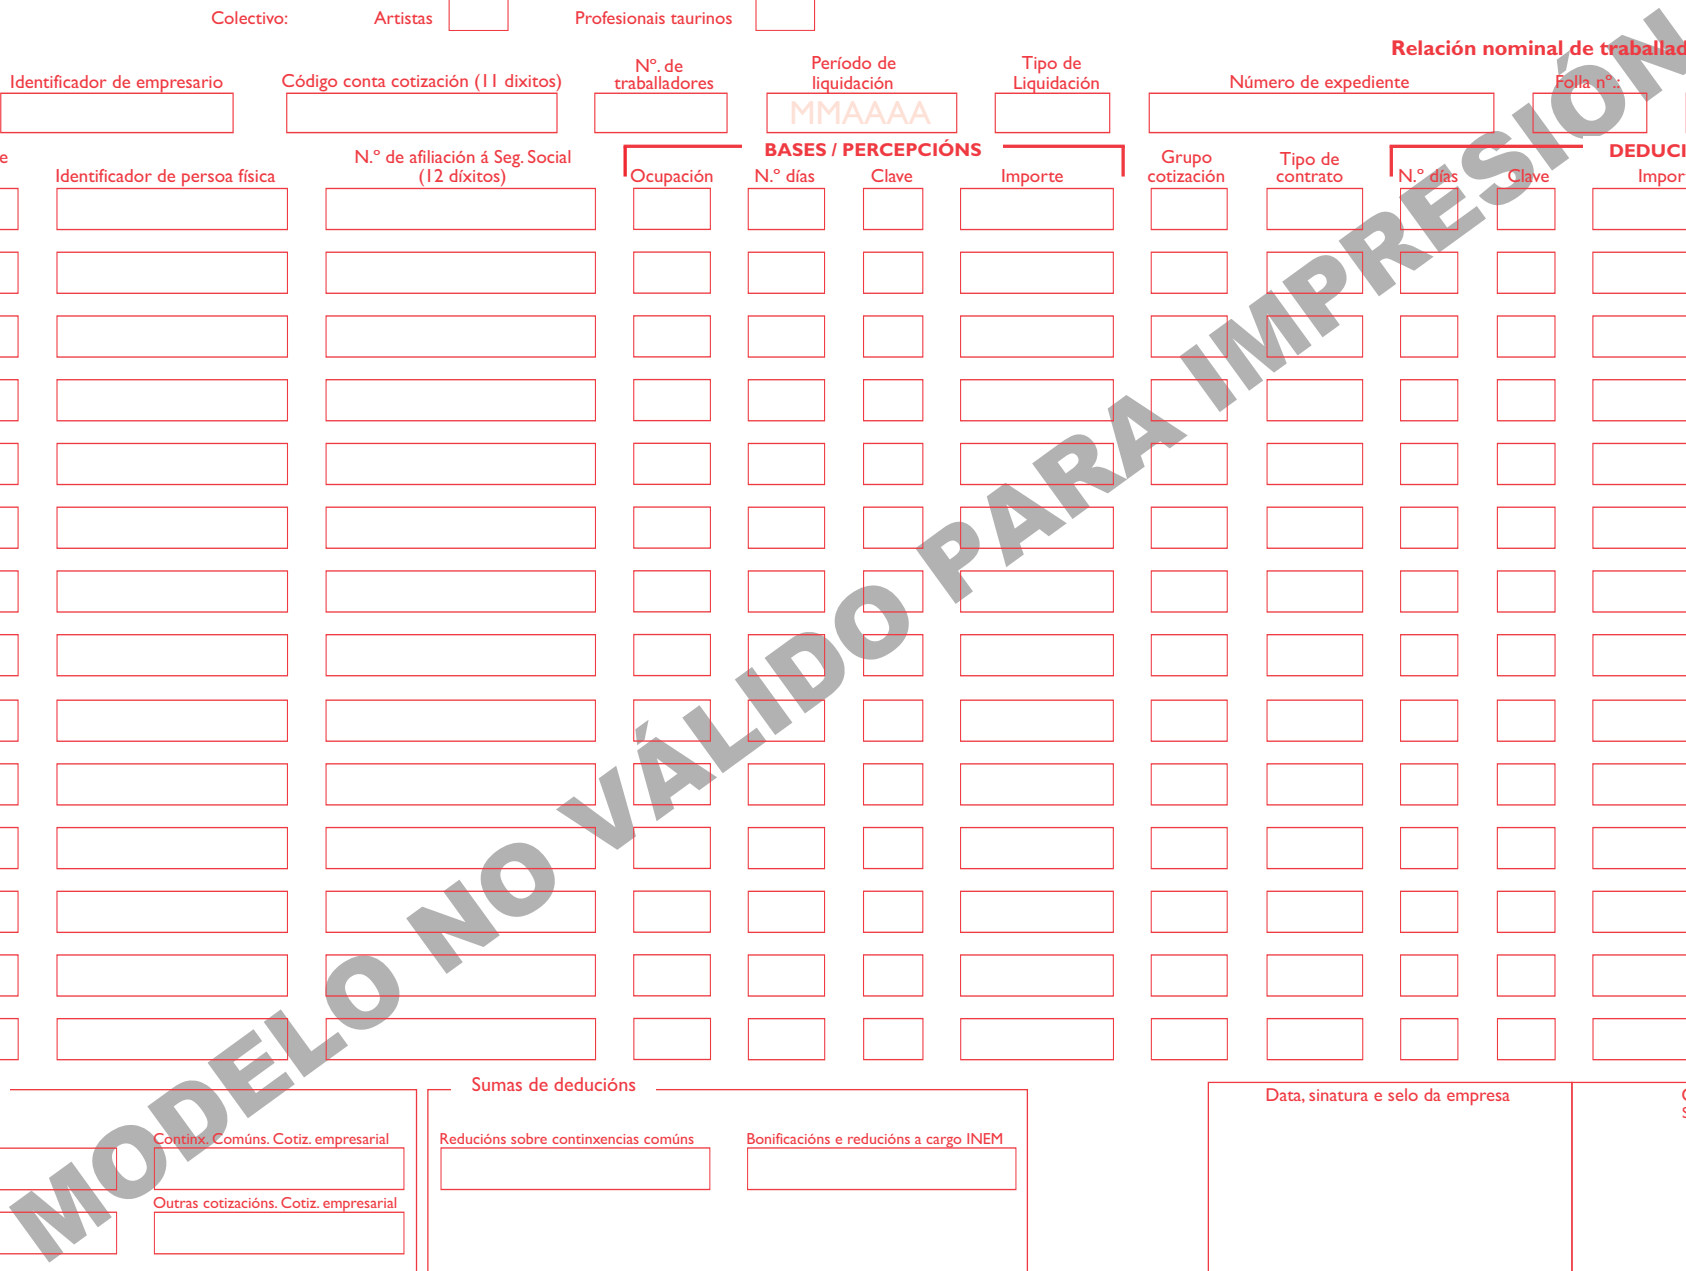 Colectivo: Artistas Profesionais taurinos
Relación nominal de traballad
Identificador de empresario
Código conta cotización (11 dixitos)
Nº. de
traballadores
Período de
liquidación
MMAAAA
Tipo de
Liquidación
Número de expediente
Folla nº.:
e
Identificador de persoa física
N.º de afiliación á Seg. Social
(12 díxitos)
BASES / PERCEPCIÓNS
Ocupación N.º días Clave Importe
Grupo
cotización
Tipo de
contrato
DEDUCI
N.º días Clave Impor
MODELO NO VÁLIDO PARA IMPRESIÓN
Continx. Comúns. Cotiz. empresarial
Outras cotizacións. Cotiz. empresarial
Sumas de deducións
Reducións sobre continxencias comúns
Bonificacións e reducións a cargo INEM
Data, sinatura e selo da empresa